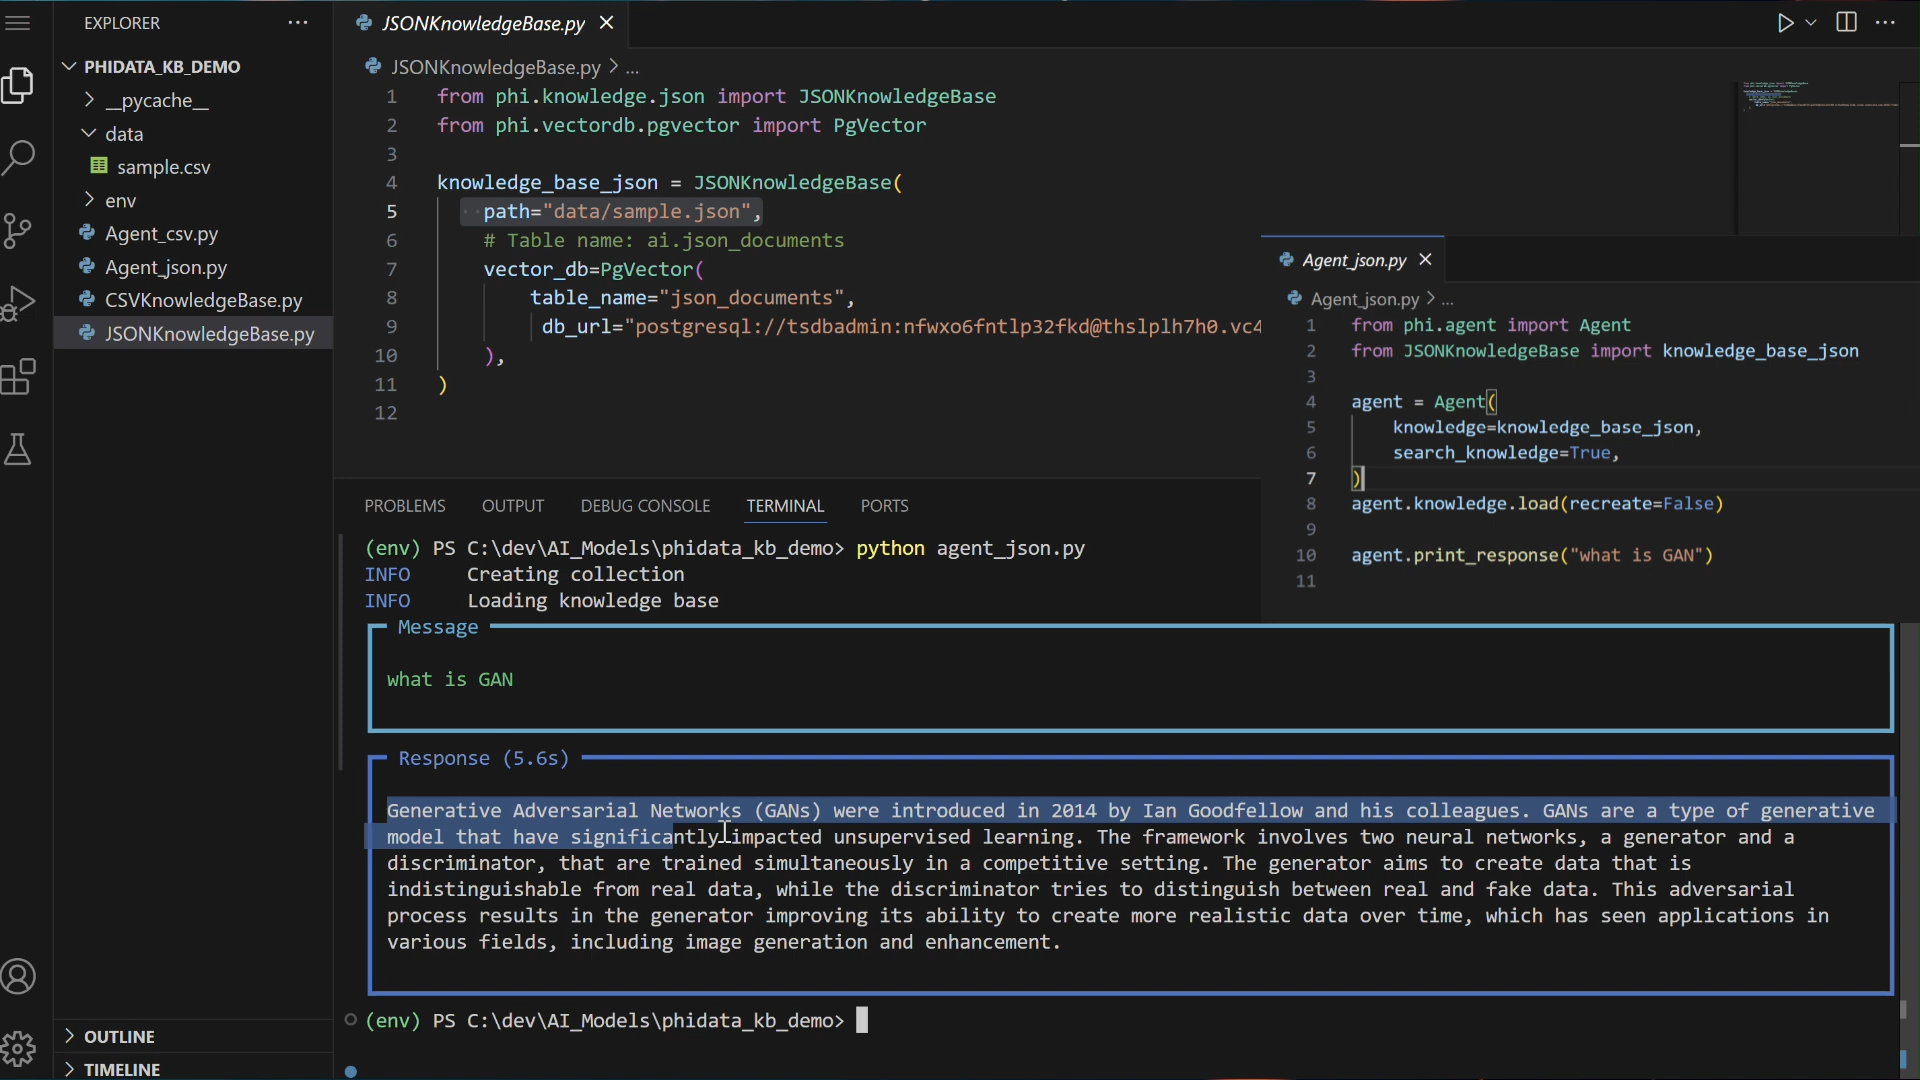 EXPLORER
PHIDATA_KB_DEMO
__pycache__
data
sample.csv
env
Agent_csv.py
Agent_json.py
CSVKnowledgeBase.py
JSONKnowledgeBase.py
OUTLINE
TIMELINE
JSONKnowledgeBase.py
JSONKnowledgeBase.py > ...
1 from phi.knowledge.json import JSONKnowledgeBase
2 from phi.vectordb.pgvector import PgVector
3
4 knowledge_base_json = JSONKnowledgeBase(
5 path="data/sample.json",
6 # Table name: ai.json_documents
7 vector_db=PgVector(
8 table_name="json_documents",
9 db_url="postgresql://tsdbadmin:nfwxo6fntlp32fkd@thslplh7h0.vc4
10 ),
11 )
12
Agent_json.py
Agent_json.py > ...
1 from phi.agent import Agent
2 from JSONKnowledgeBase import knowledge_base_json
3
4 agent = Agent(
5 knowledge=knowledge_base_json,
6 search_knowledge=True,
7 )
8 agent.knowledge.load(recreate=False)
9
10 agent.print_response("what is GAN")
11
PROBLEMS OUTPUT DEBUG CONSOLE TERMINAL PORTS
(env) PS C:\dev\AI_Models\phidata_kb_demo> python agent_json.py
INFO Creating collection
INFO Loading knowledge base
Message
what is GAN
Response (5.6s)
Generative Adversarial Networks (GANs) were introduced in 2014 by Ian Goodfellow and his colleagues. GANs are a type of generative
model that have significantly impacted unsupervised learning. The framework involves two neural networks, a generator and a
discriminator, that are trained simultaneously in a competitive setting. The generator aims to create data that is
indistinguishable from real data, while the discriminator tries to distinguish between real and fake data. This adversarial
process results in the generator improving its ability to create more realistic data over time, which has seen applications in
various fields, including image generation and enhancement.
(env) PS C:\dev\AI_Models\phidata_kb_demo>